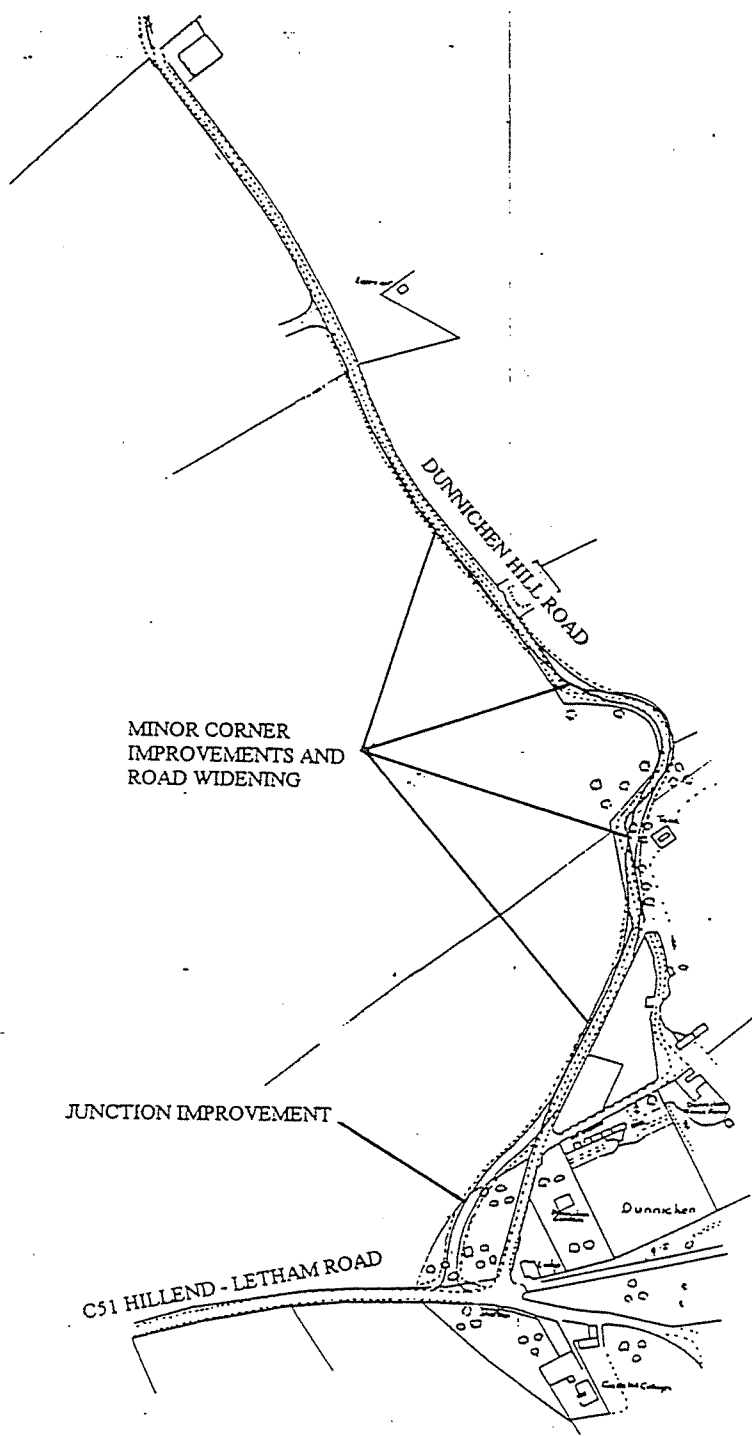 DUNNICHEN HILL ROAD
MINOR CORNER
IMPROVEMENTS AND
ROAD WIDENING
JUNCTION IMPROVEMENT
Dunnichen
C51 HILLEND - LETHAM ROAD